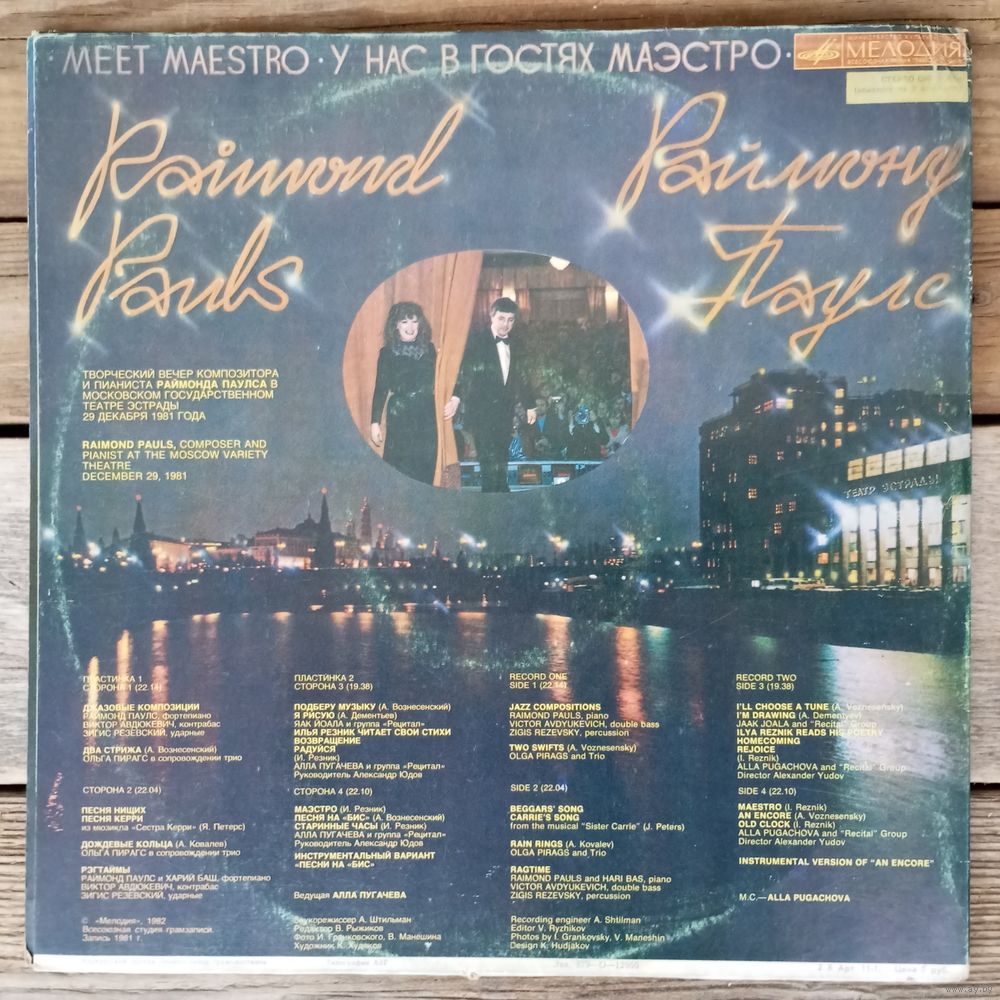 MEET MAESTRO · У НАС В ГОСТЯХ МАЭСТРО ·
МЕЛОДИЯ
СТЕРЕО
Raimond
Pauls
Раймонд
Паулс
ТВОРЧЕСКИЙ ВЕЧЕР КОМПОЗИТОРА
И ПИАНИСТА РАЙМОНДА ПАУЛСА В
МОСКОВСКОМ ГОСУДАРСТВЕННОМ
ТЕАТРЕ ЭСТРАДЫ
29 ДЕКАБРЯ 1981 ГОДА
RAIMOND PAULS, COMPOSER AND
PIANIST AT THE MOSCOW VARIETY
THEATRE
DECEMBER 29, 1981
ТЕАТР ЭСТРАДЫ
ПЛАСТИНКА 1
СТОРОНА 1 (22.14)
ДЖАЗОВЫЕ КОМПОЗИЦИИ
РАЙМОНД ПАУЛС, фортепиано
ВИКТОР АВДЮКЕВИЧ, контрабас
ЗИГИС РЕЗЕВСКИЙ, ударные
ДВА СТРИЖА (А. Вознесенский)
ОЛЬГА ПИРАГС в сопровождении трио
СТОРОНА 2 (22.04)
ПЕСНЯ НИЩИХ
ПЕСНЯ КЕРРИ
из мюзикла «Сестра Керри» (Я. Петерс)
ДОЖДЕВЫЕ КОЛЬЦА (А. Ковалев)
ОЛЬГА ПИРАГС в сопровождении трио
РЭГТАЙМЫ
РАЙМОНД ПАУЛС и ХАРИЙ БАШ, фортепиано
ВИКТОР АВДЮКЕВИЧ, контрабас
ЗИГИС РЕЗЕВСКИЙ, ударные
© «Мелодия», 1982
Всесоюзная студия грамзаписи.
Запись 1981 г.
ПЛАСТИНКА 2
СТОРОНА 3 (19.38)
ПОДБЕРУ МУЗЫКУ (А. Вознесенский)
Я РИСУЮ (А. Дементьев)
ЯАК ЙОАЛА и группа «Рецитал»
ИЛЬЯ РЕЗНИК ЧИТАЕТ СВОИ СТИХИ
ВОЗВРАЩЕНИЕ
РАДУЙСЯ
(И. Резник)
АЛЛА ПУГАЧЕВА и группа «Рецитал»
Руководитель Александр Юдов
СТОРОНА 4 (22.10)
МАЭСТРО (И. Резник)
ПЕСНЯ НА «БИС» (А. Вознесенский)
СТАРИННЫЕ ЧАСЫ (И. Резник)
АЛЛА ПУГАЧЕВА и группа «Рецитал»
Руководитель Александр Юдов
ИНСТРУМЕНТАЛЬНЫЙ ВАРИАНТ
«ПЕСНИ НА «БИС»
Ведущая АЛЛА ПУГАЧЕВА
Звукорежиссер А. Штильман
Редактор В. Рыжиков
Фото И. Гранковского, В. Манешина
Художник К. Худяков
RECORD ONE
SIDE 1 (22.14)
JAZZ COMPOSITIONS
RAIMOND PAULS, piano
VICTOR AVDYUKEVICH, double bass
ZIGIS REZEVSKY, percussion
TWO SWIFTS (A. Voznesensky)
OLGA PIRAGS and Trio
SIDE 2 (22.04)
BEGGARS' SONG
CARRIE'S SONG
from the musical "Sister Carrie" (J. Peters)
RAIN RINGS (A. Kovalev)
OLGA PIRAGS and Trio
RAGTIME
RAIMOND PAULS and HARI BAS, piano
VICTOR AVDYUKEVICH, double bass
ZIGIS REZEVSKY, percussion
Recording engineer A. Shtilman
Editor V. Ryzhikov
Photos by I. Grankovsky, V. Maneshin
Design K. Hudjakov
RECORD TWO
SIDE 3 (19.38)
I'LL CHOOSE A TUNE (A. Voznesensky)
I'M DRAWING (A. Dementyev)
JAAK JOALA and "Recital" Group
ILYA REZNIK READS HIS POETRY
HOMECOMING
REJOICE
(I. Reznik)
ALLA PUGACHOVA and "Recital" Group
Director Alexander Yudov
SIDE 4 (22.10)
MAESTRO (I. Reznik)
AN ENCORE (A. Voznesensky)
OLD CLOCK (I. Reznik)
ALLA PUGACHOVA and "Recital" Group
Director Alexander Yudov
INSTRUMENTAL VERSION OF "AN ENCORE"
M.C.—ALLA PUGACHOVA
www.ay.by